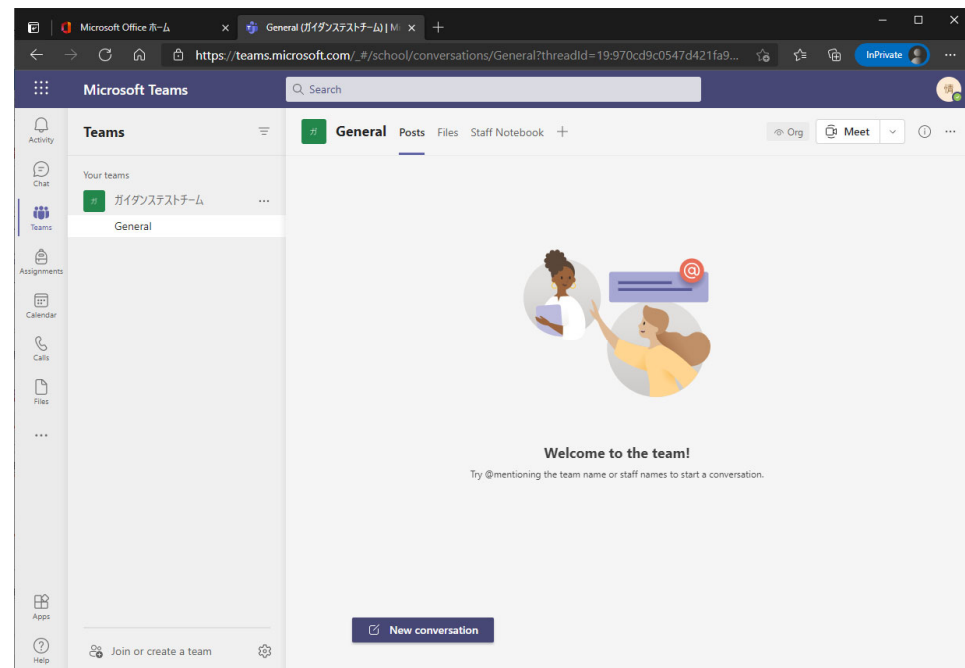 Microsoft Office ホーム
General (ガイダンステストチーム) | Mi
https://teams.microsoft.com/_#/school/conversations/General?threadId=19:970cd9c0547d421fa9...
InPrivate
Microsoft Teams
Search
情
Activity
Chat
Teams
Assignments
Calendar
Calls
Files
Apps
Help
Teams
Your teams
ガ ガイダンステストチーム
General
Join or create a team
ガ General Posts Files Staff Notebook
Org Meet
@
Welcome to the team!
Try @mentioning the team name or staff names to start a conversation.
New conversation